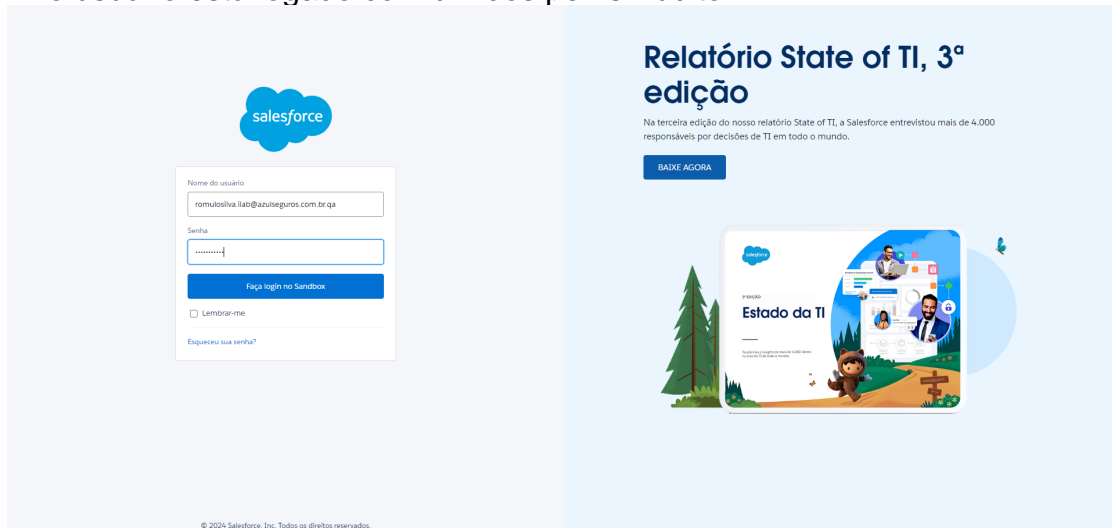 salesforce
Nome do usuário
romulosilva.ilab@azulseguros.com.br.qa
Senha
Faça login no Sandbox
Lembrar-me
Esqueceu sua senha?
© 2024 Salesforce, Inc. Todos os direitos reservados.
Relatório State of TI, 3ª
edição
Na terceira edição do nosso relatório State of TI, a Salesforce entrevistou mais de 4.000
responsáveis por decisões de TI em todo o mundo.
BAIXE AGORA
salesforce
3ª EDIÇÃO
Estado da TI